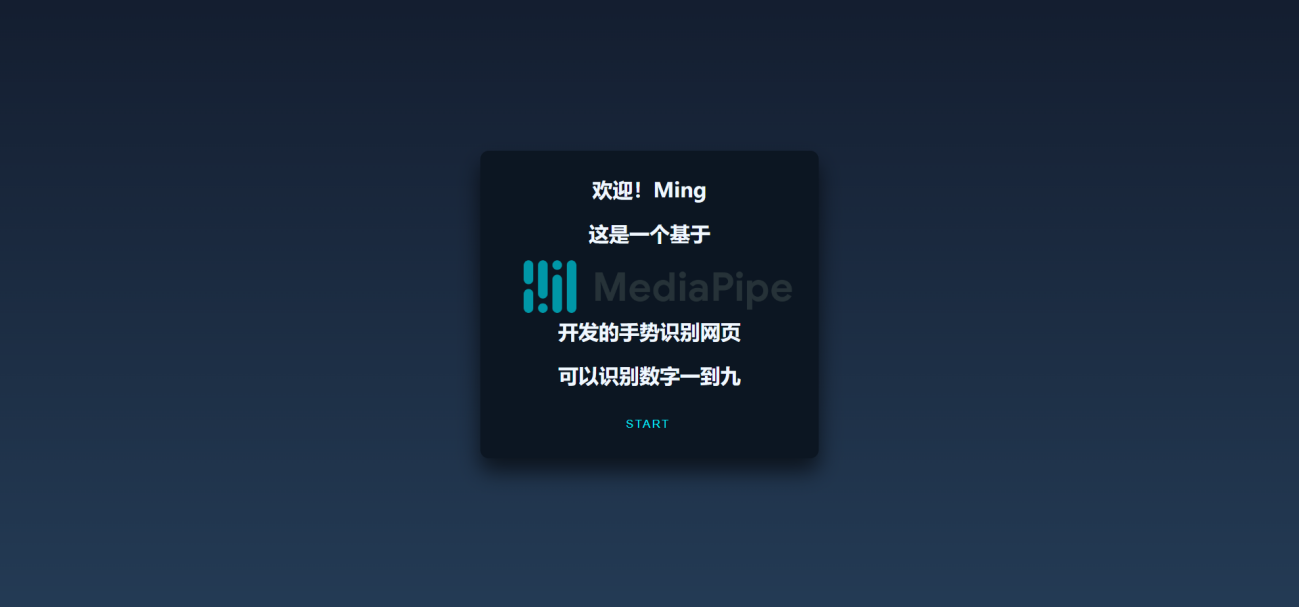 欢迎！Ming
这是一个基于
MediaPipe
开发的手势识别网页
可以识别数字一到九
START